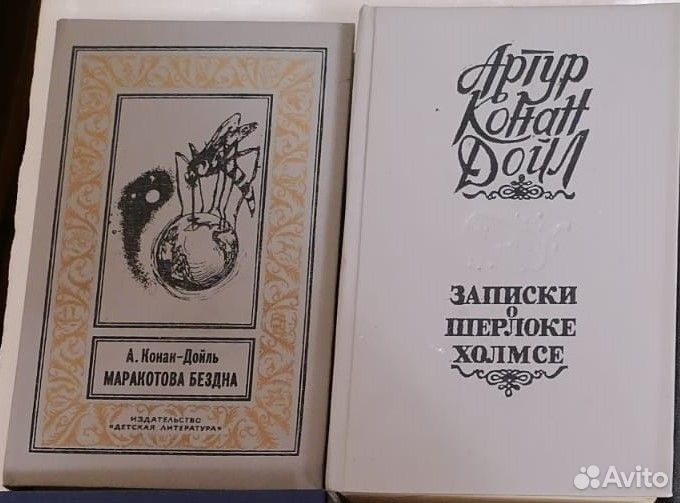 А. Конан-Дойль
МАРАКОТОВА БЕЗДНА
ИЗДАТЕЛЬСТВО
"ДЕТСКАЯ ЛИТЕРАТУРА"
Артур
Конан
Дойл
ЗАПИСКИ
о
ШЕРЛОКЕ
ХОЛМСЕ
Avito